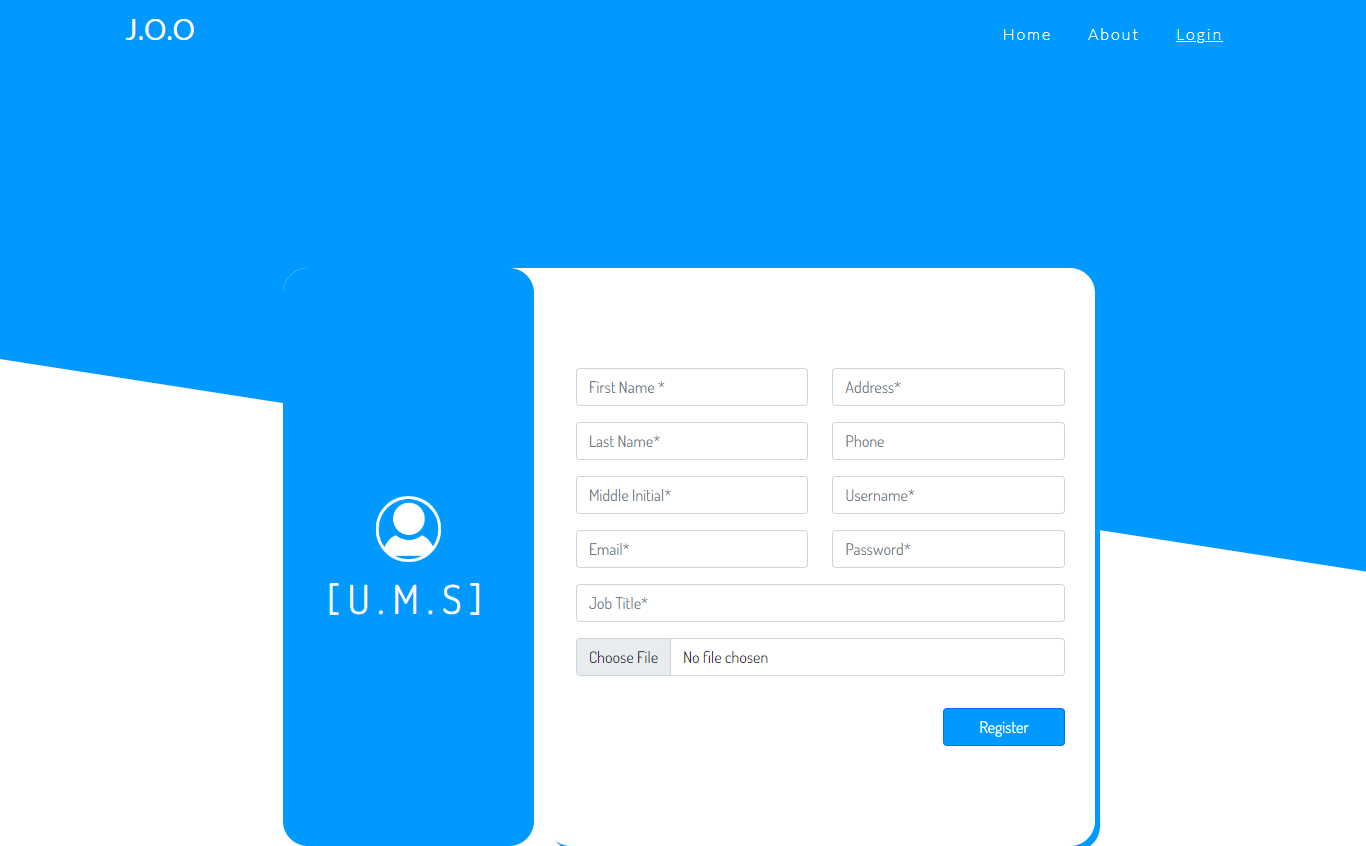 J.O.O
Home About Login
First Name *
Address*
Last Name*
Phone
Middle Initial*
Username*
Email*
Password*
Job Title*
Choose File No file chosen
Register
[U.M.S]